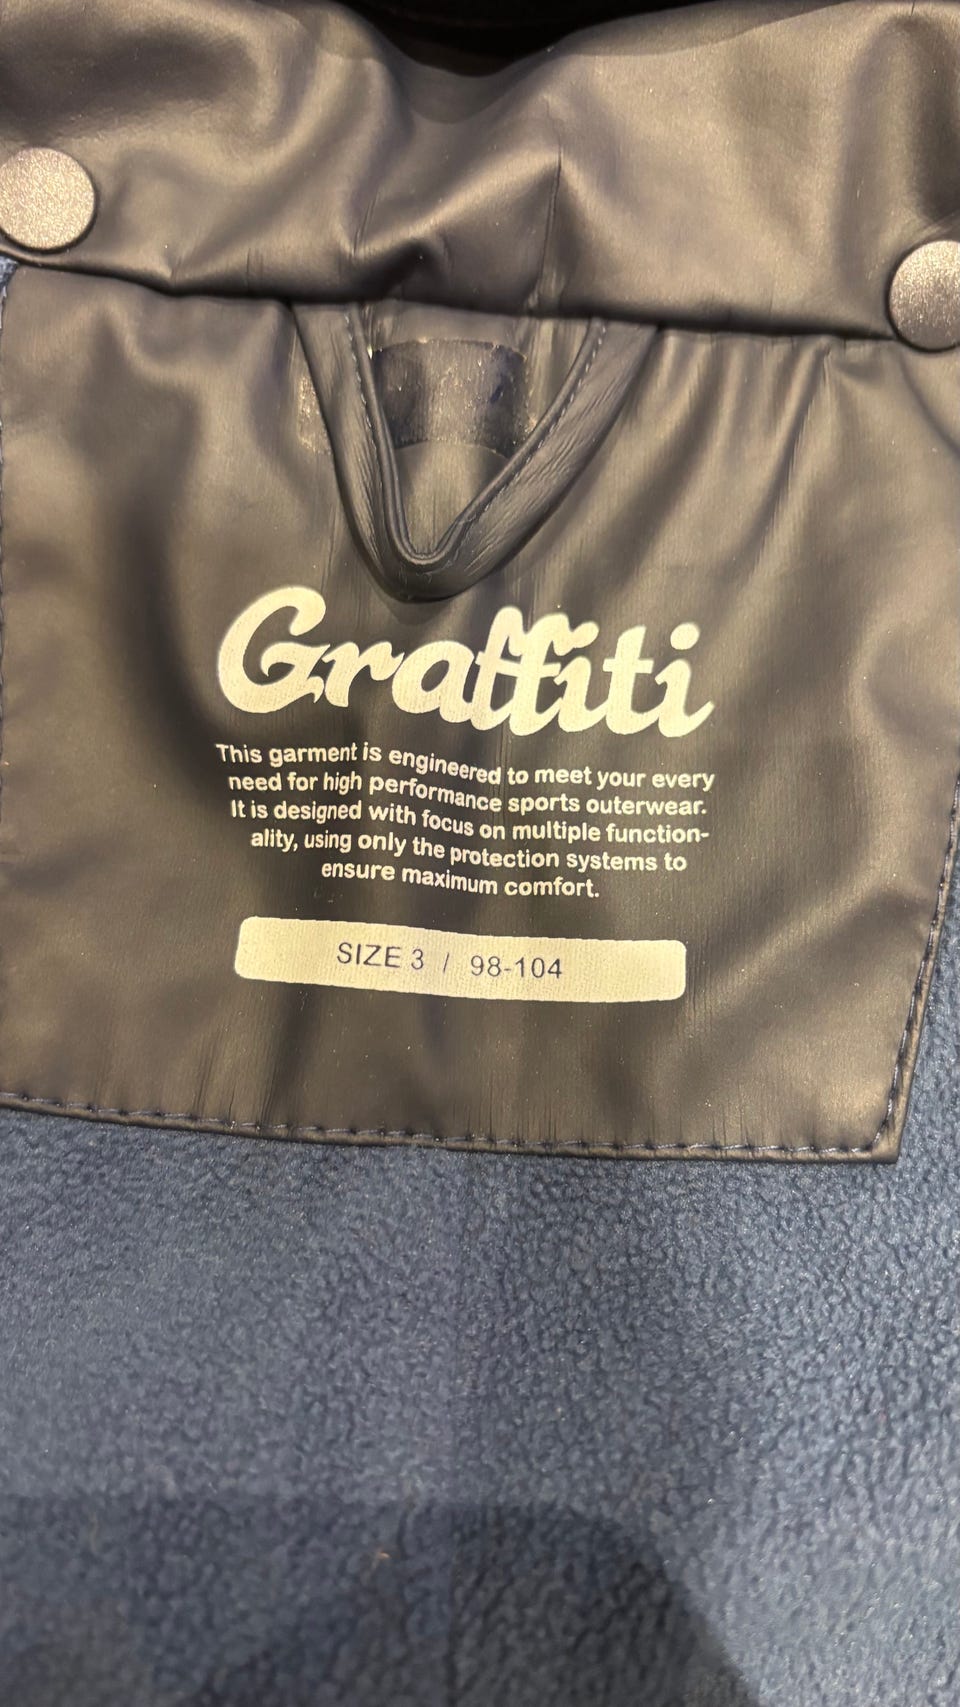 Graffiti
This garment is engineered to meet your every
need for high performance sports outerwear.
It is designed with focus on multiple function-
ality, using only the protection systems to
ensure maximum comfort.
SIZE 3 / 98-104